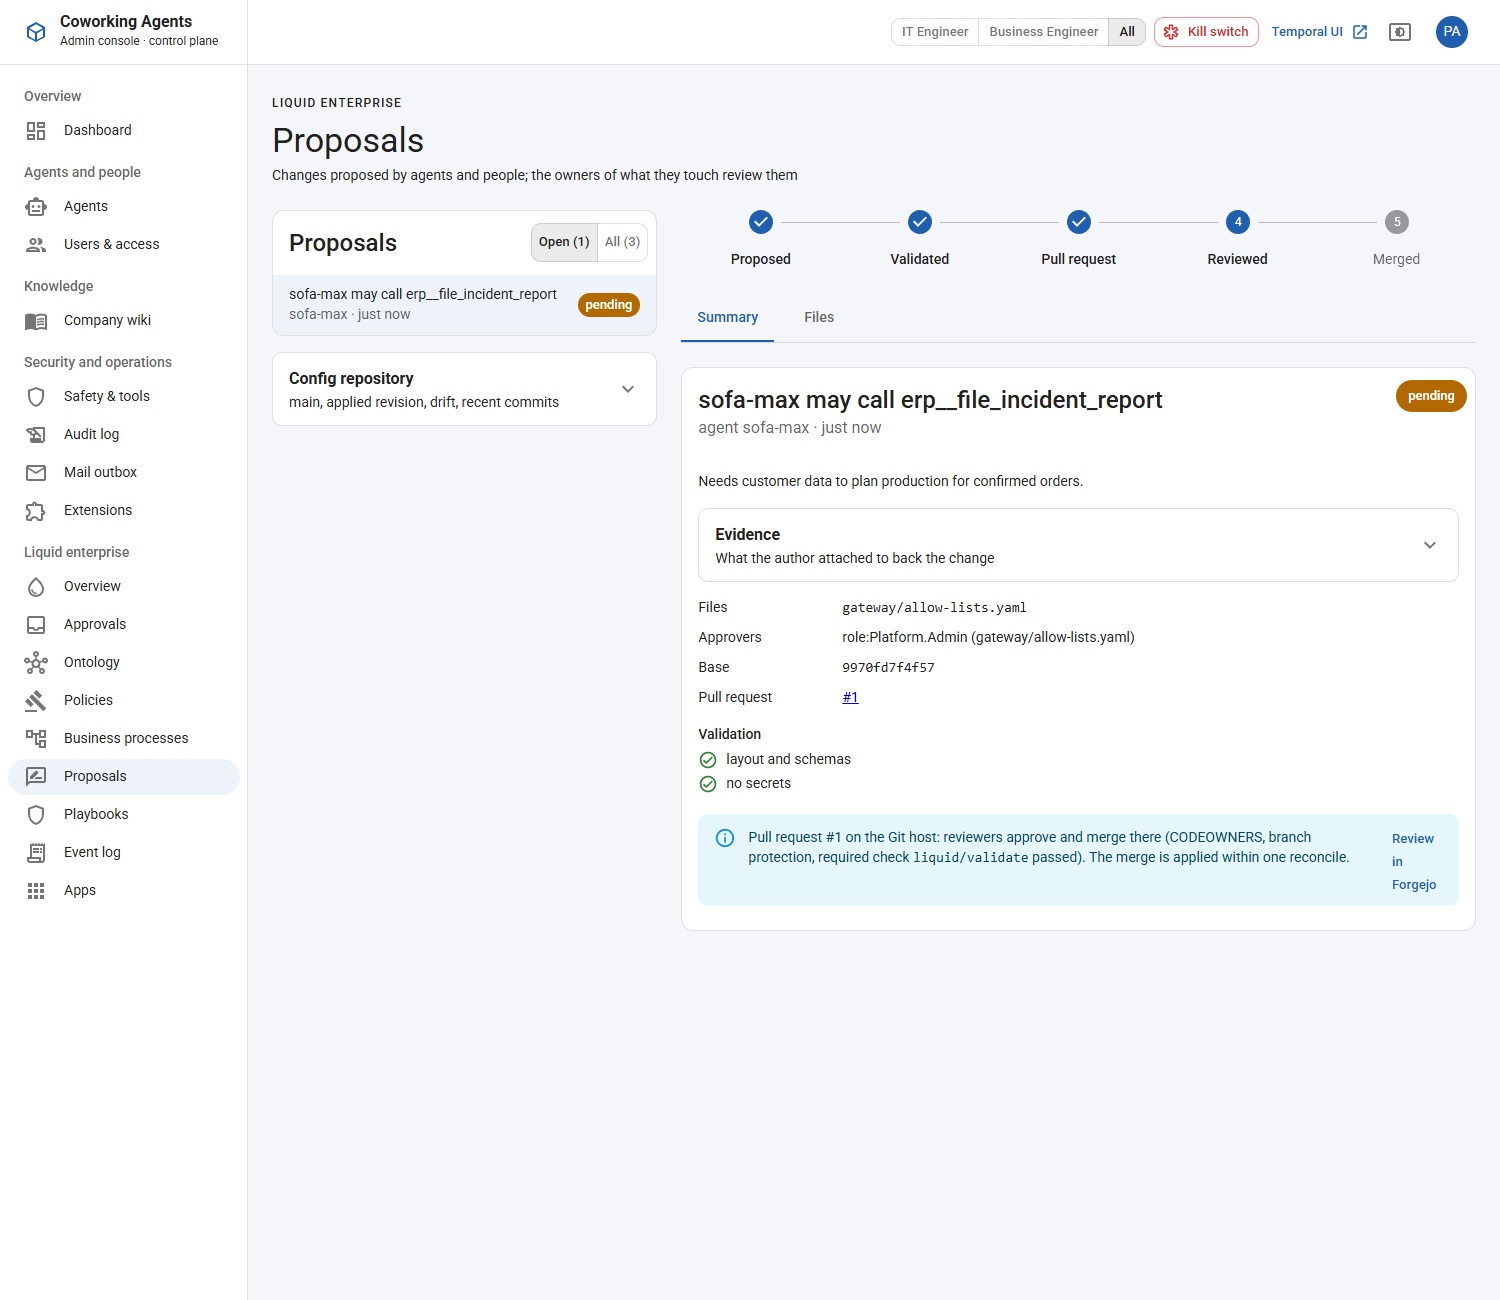 Coworking Agents
Admin console · control plane
IT Engineer
Business Engineer
All
Kill switch
Temporal UI
PA
Overview
Dashboard
Agents and people
Agents
Users & access
Knowledge
Company wiki
Security and operations
Safety & tools
Audit log
Mail outbox
Extensions
Liquid enterprise
Overview
Approvals
Ontology
Policies
Business processes
Proposals
Playbooks
Event log
Apps
LIQUID ENTERPRISE
Proposals
Changes proposed by agents and people; the owners of what they touch review them
Proposals
Open (1)
All (3)
sofa-max may call erp__file_incident_report
sofa-max · just now
pending
Config repository
main, applied revision, drift, recent commits
Proposed
Validated
Pull request
4
Reviewed
5
Merged
Summary
Files
sofa-max may call erp__file_incident_report
pending
agent sofa-max · just now
Needs customer data to plan production for confirmed orders.
Evidence
What the author attached to back the change
Files
gateway/allow-lists.yaml
Approvers
role:Platform.Admin (gateway/allow-lists.yaml)
Base
9970fd7f4f57
Pull request
#1
Validation
layout and schemas
no secrets
Pull request #1 on the Git host: reviewers approve and merge there (CODEOWNERS, branch
protection, required check liquid/validate passed). The merge is applied within one reconcile.
Review
in
Forgejo